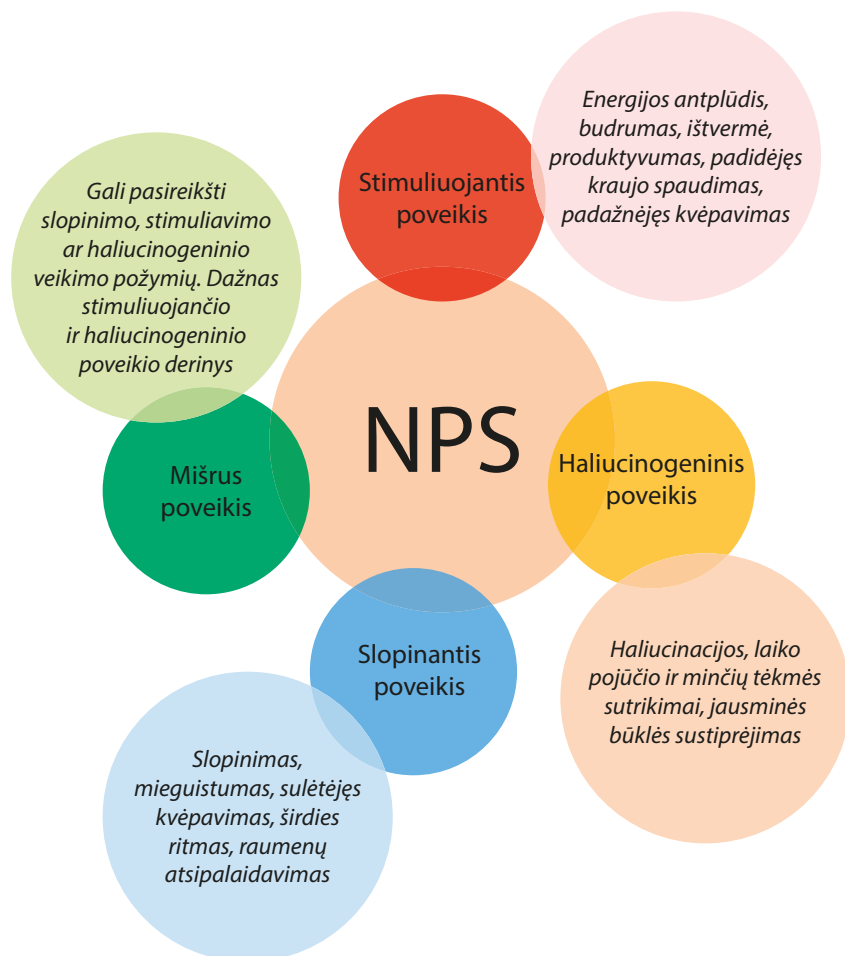 Energijos antplūdis,
budrumas, ištvermė,
produktyvumas, padidėjęs
kraujo spaudimas,
padažnėjęs kvėpavimas
Stimuliuojantis
poveikis
Gali pasireikšti
slopinimo, stimuliavimo
ar haliucinogeninio
veikimo požymių. Dažnas
stimuliuojančio
ir haliucinogeninio
poveikio derinys
NPS
Haliucinogeninis
poveikis
Mišrus
poveikis
Slopinantis
poveikis
Haliucinacijos, laiko
pojūčio ir minčių tėkmės
sutrikimai, jausminės
būklės sustiprėjimas
Slopinimas,
mieguistumas, sulėtėjęs
kvėpavimas, širdies
ritmas, raumenų
atsipalaidavimas